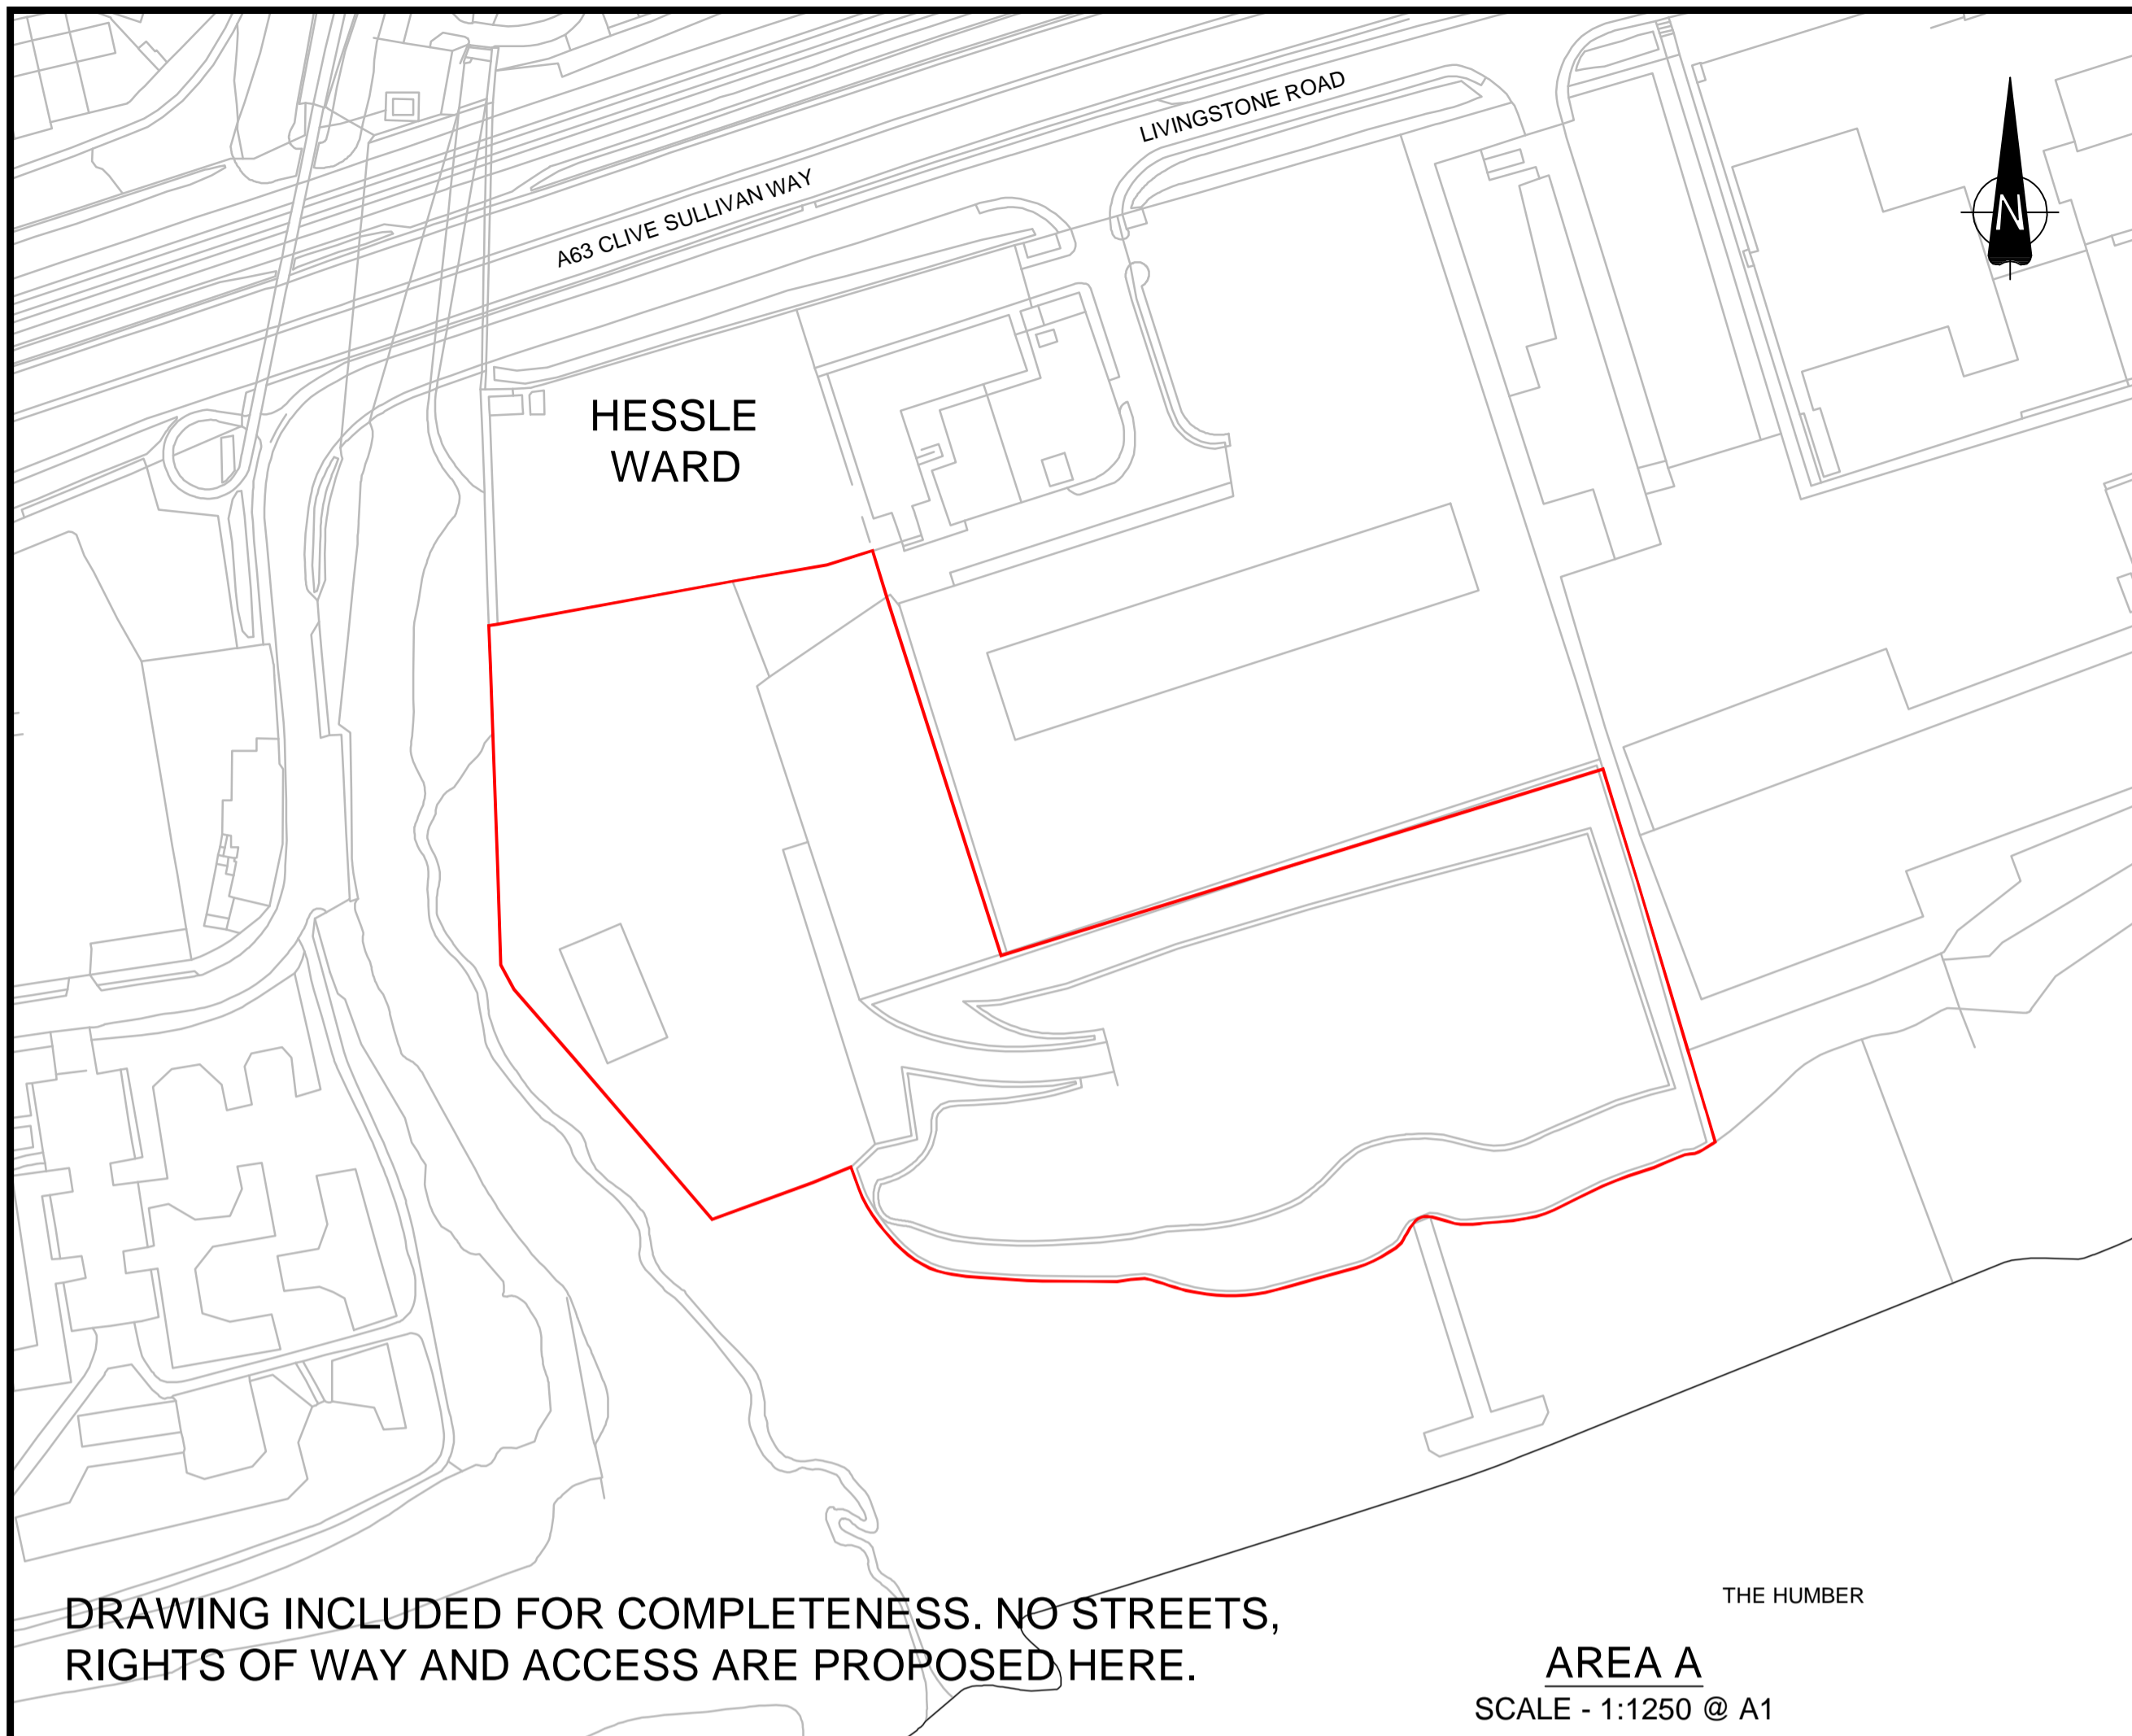 LIVINGSTONE ROAD
A63 CLIVE SULLIVAN WAY
N
HESSLE
WARD
DRAWING INCLUDED FOR COMPLETENESS. NO STREETS,
RIGHTS OF WAY AND ACCESS ARE PROPOSED HERE.
THE HUMBER
AREA A
SCALE - 1:1250 @ A1